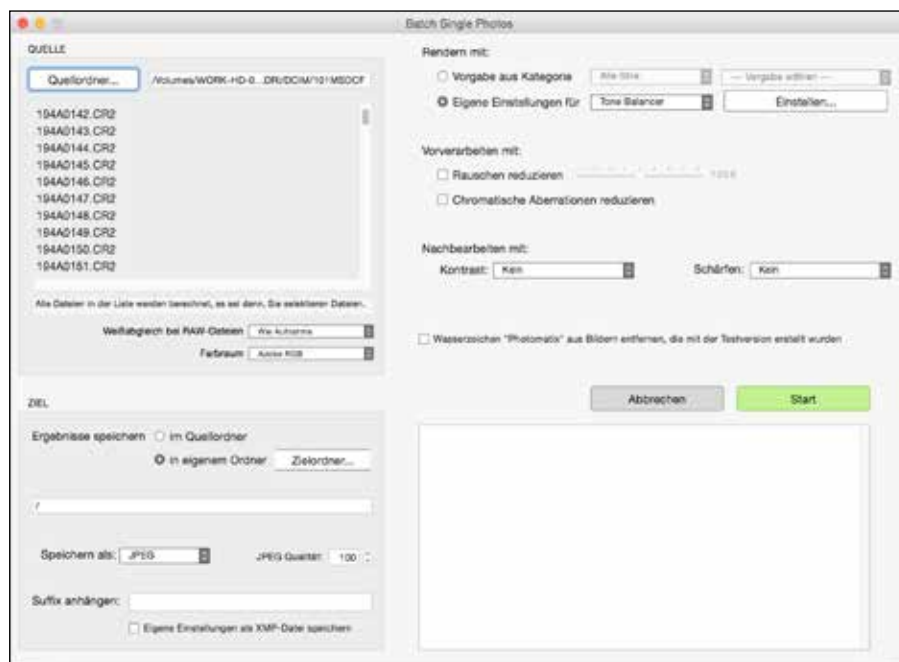 Batch Single Photos
QUELLE
Quellordner... /Volumes/WORK-HD-0...DRI/DCIM/101MSDCF
194A0142.CR2
194A0143.CR2
194A0144.CR2
194A0145.CR2
194A0146.CR2
194A0147.CR2
194A0148.CR2
194A0149.CR2
194A0150.CR2
194A0151.CR2
Alle Dateien in der Liste werden berechnet, es sei denn, Sie selektieren Dateien.
Weißabgleich bei RAW-Dateien Wie Aufnahme
Farbraum Adobe RGB
ZIEL
Ergebnisse speichern im Quellordner
in eigenem Ordner Zielordner...
/
Speichern als: JPEG JPEG Qualität: 100
Suffix anhängen:
Eigene Einstellungen als XMP-Datei speichern
Rendern mit:
Vorgabe aus Kategorie Alle Stile --- Vorgabe wählen ---
Eigene Einstellungen für Tone Balancer Einstellen...
Vorverarbeiten mit:
Rauschen reduzieren
Chromatische Aberrationen reduzieren
Nachbearbeiten mit:
Kontrast: Kein Schärfen: Kein
Wasserzeichen "Photomatix" aus Bildern entfernen, die mit der Testversion erstellt wurden
Abbrechen Start